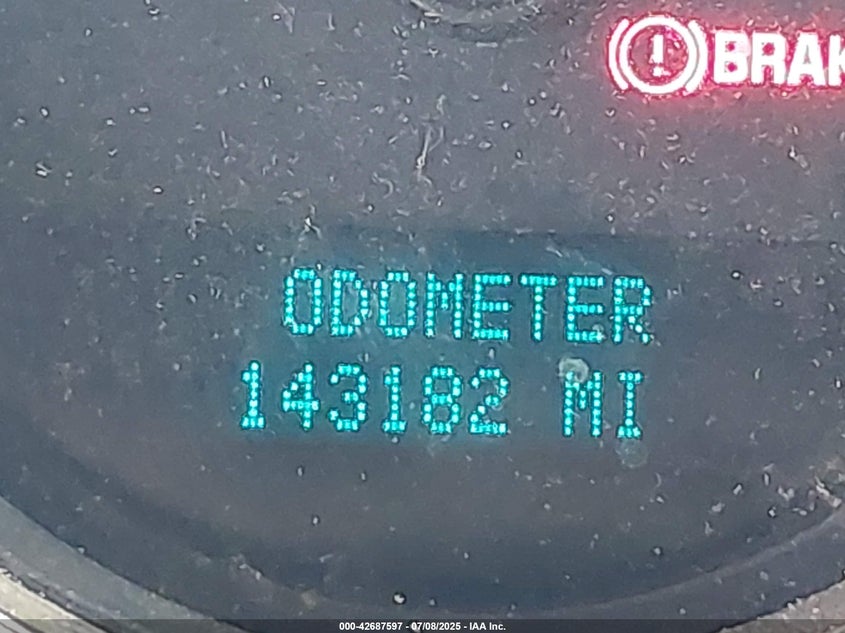 BRAK
ODOMETER
143182 MI
000-42687597 - 07/08/2025 - IAA Inc.